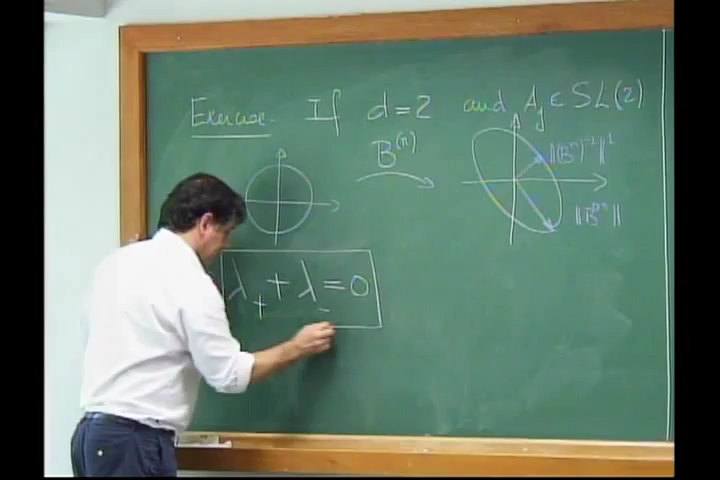 Exercise. If d=2 and A_j ∈ SL(2)
B^(n)
||(B^n)^-1||^-1
||B^n||
λ_+ + λ_- = 0